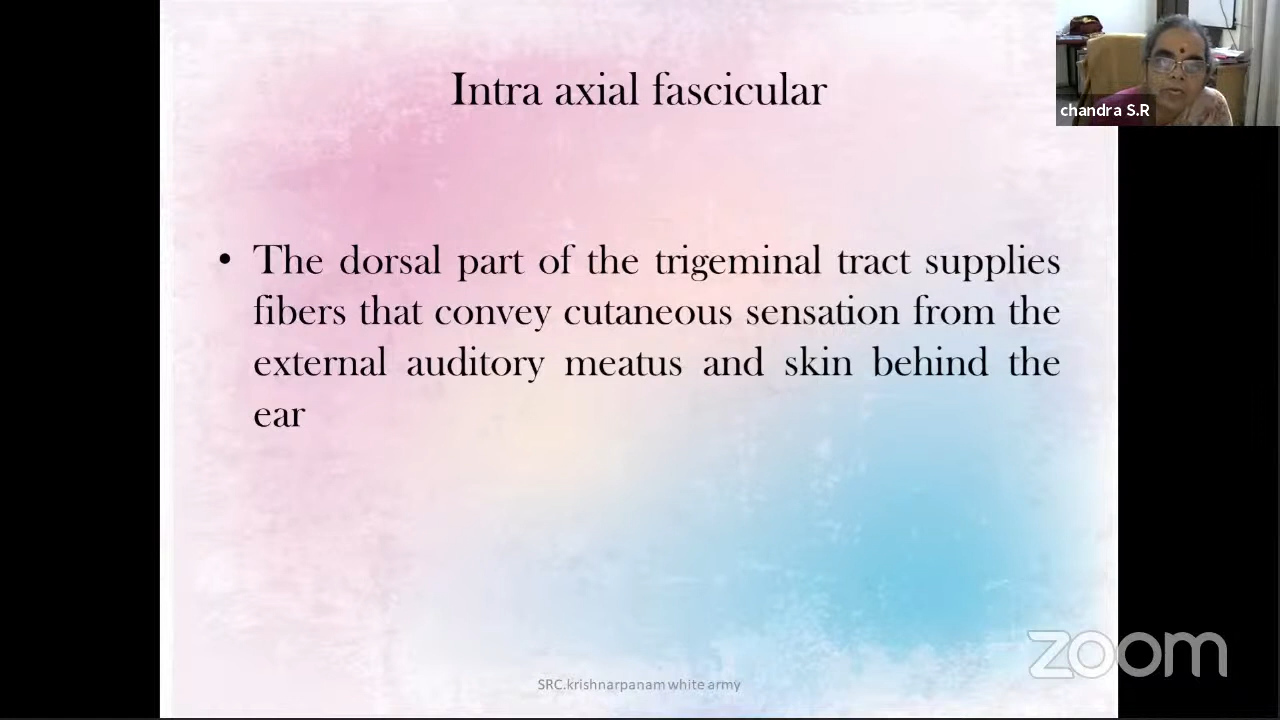 Intra axial fascicular
chandra S.R
• The dorsal part of the trigeminal tract supplies
fibers that convey cutaneous sensation from the
external auditory meatus and skin behind the
ear
zoom
SRC.krishnarpanam white army